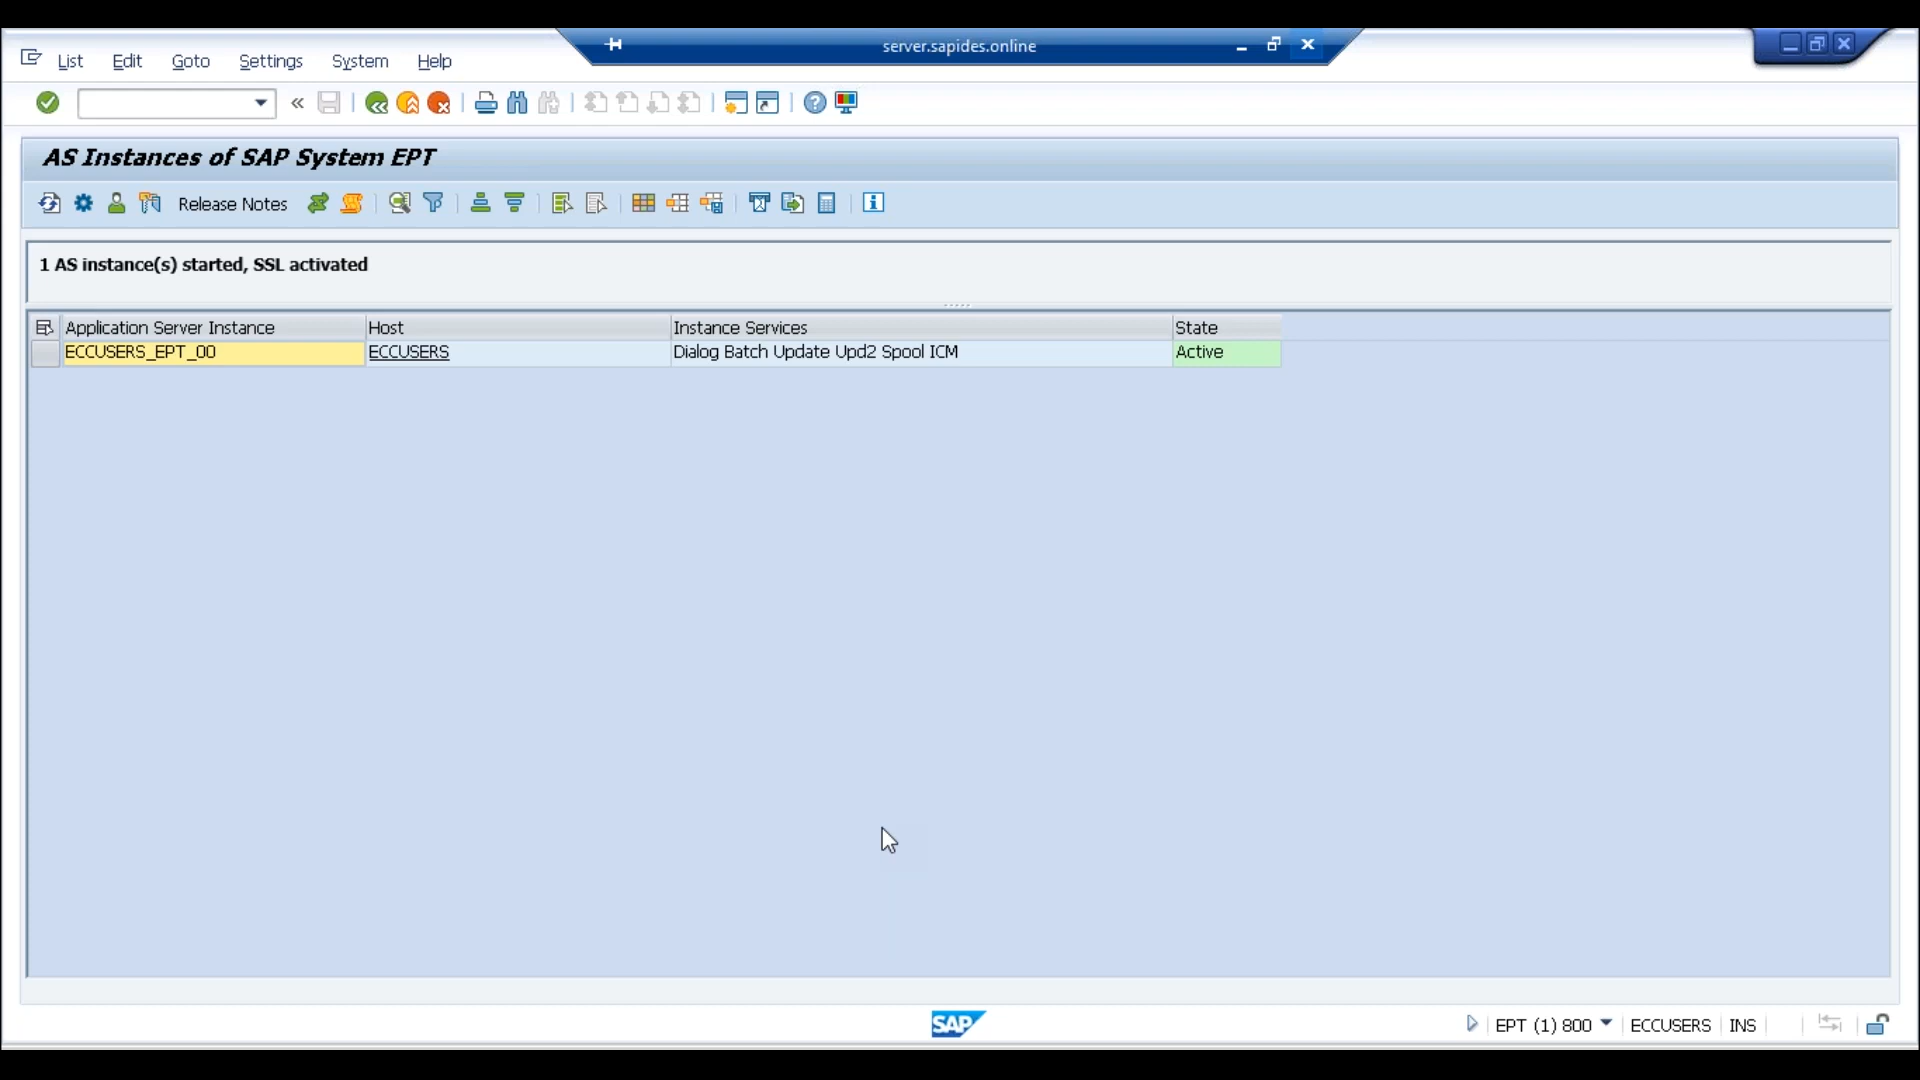 server.sapides.online
List Edit Goto Settings System Help
AS Instances of SAP System EPT
Release Notes
1 AS instance(s) started, SSL activated
Application Server Instance Host Instance Services State
ECCUSERS_EPT_00 ECCUSERS Dialog Batch Update Upd2 Spool ICM Active
SAP EPT (1) 800 ECCUSERS INS